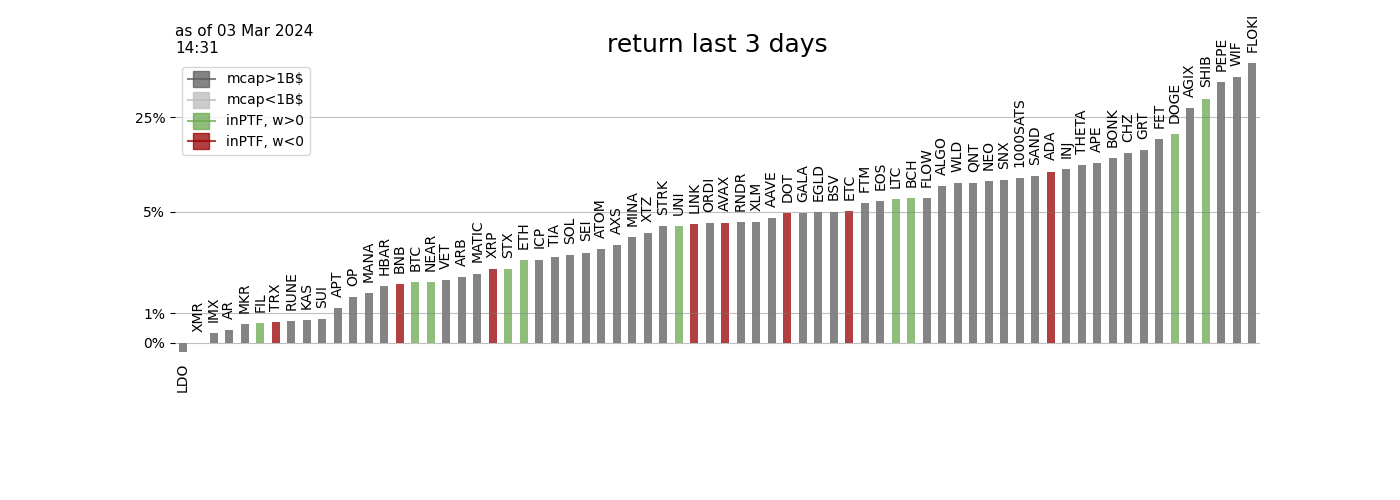 as of 03 Mar 2024
14:31
return last 3 days
mcap>1B$
mcap<1B$
inPTF, w>0
inPTF, w<0
25%
5%
1%
0%
LDO
XMR
IMX
AR
MKR
FIL
TRX
RUNE
KAS
SUI
APT
OP
MANA
HBAR
BNB
BTC
NEAR
VET
ARB
MATIC
XRP
STX
ETH
ICP
TIA
SOL
SEI
ATOM
AXS
MINA
XTZ
STRK
UNI
LINK
ORDI
AVAX
RNDR
XLM
AAVE
DOT
GALA
EGLD
BSV
ETC
FTM
EOS
LTC
BCH
FLOW
ALGO
WLD
QNT
NEO
SNX
1000SATS
SAND
ADA
INJ
THETA
APE
BONK
CHZ
GRT
FET
DOGE
AGIX
SHIB
PEPE
WIF
FLOKI